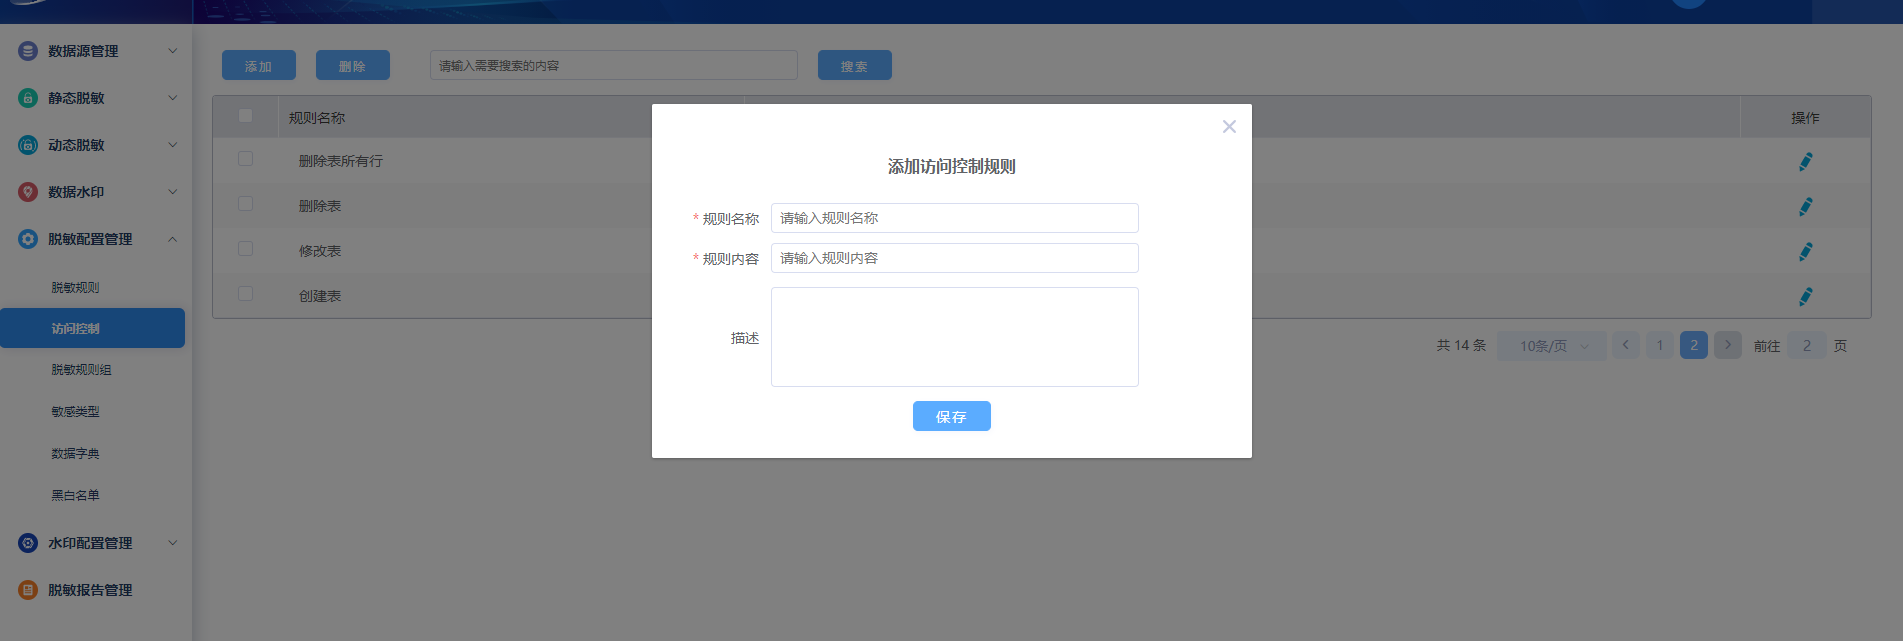 数据源管理
静态脱敏
动态脱敏
数据水印
脱敏配置管理
脱敏规则
访问控制
脱敏规则组
敏感类型
数据字典
黑白名单
水印配置管理
脱敏报告管理
添加
删除
请输入需要搜索的内容
搜索
规则名称
操作
删除表所有行
删除表
修改表
创建表
共 14 条
10条/页
1
2
前往
2
页
添加访问控制规则
* 规则名称
请输入规则名称
* 规则内容
请输入规则内容
描述
保存